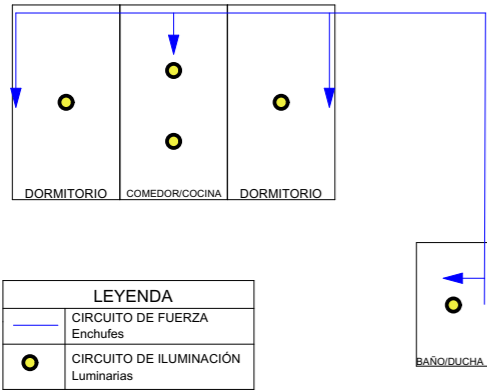 DORMITORIO
COMEDOR/COCINA
DORMITORIO
BAÑO/DUCHA
LEYENDA
CIRCUITO DE FUERZA
Enchufes
CIRCUITO DE ILUMINACIÓN
Luminarias